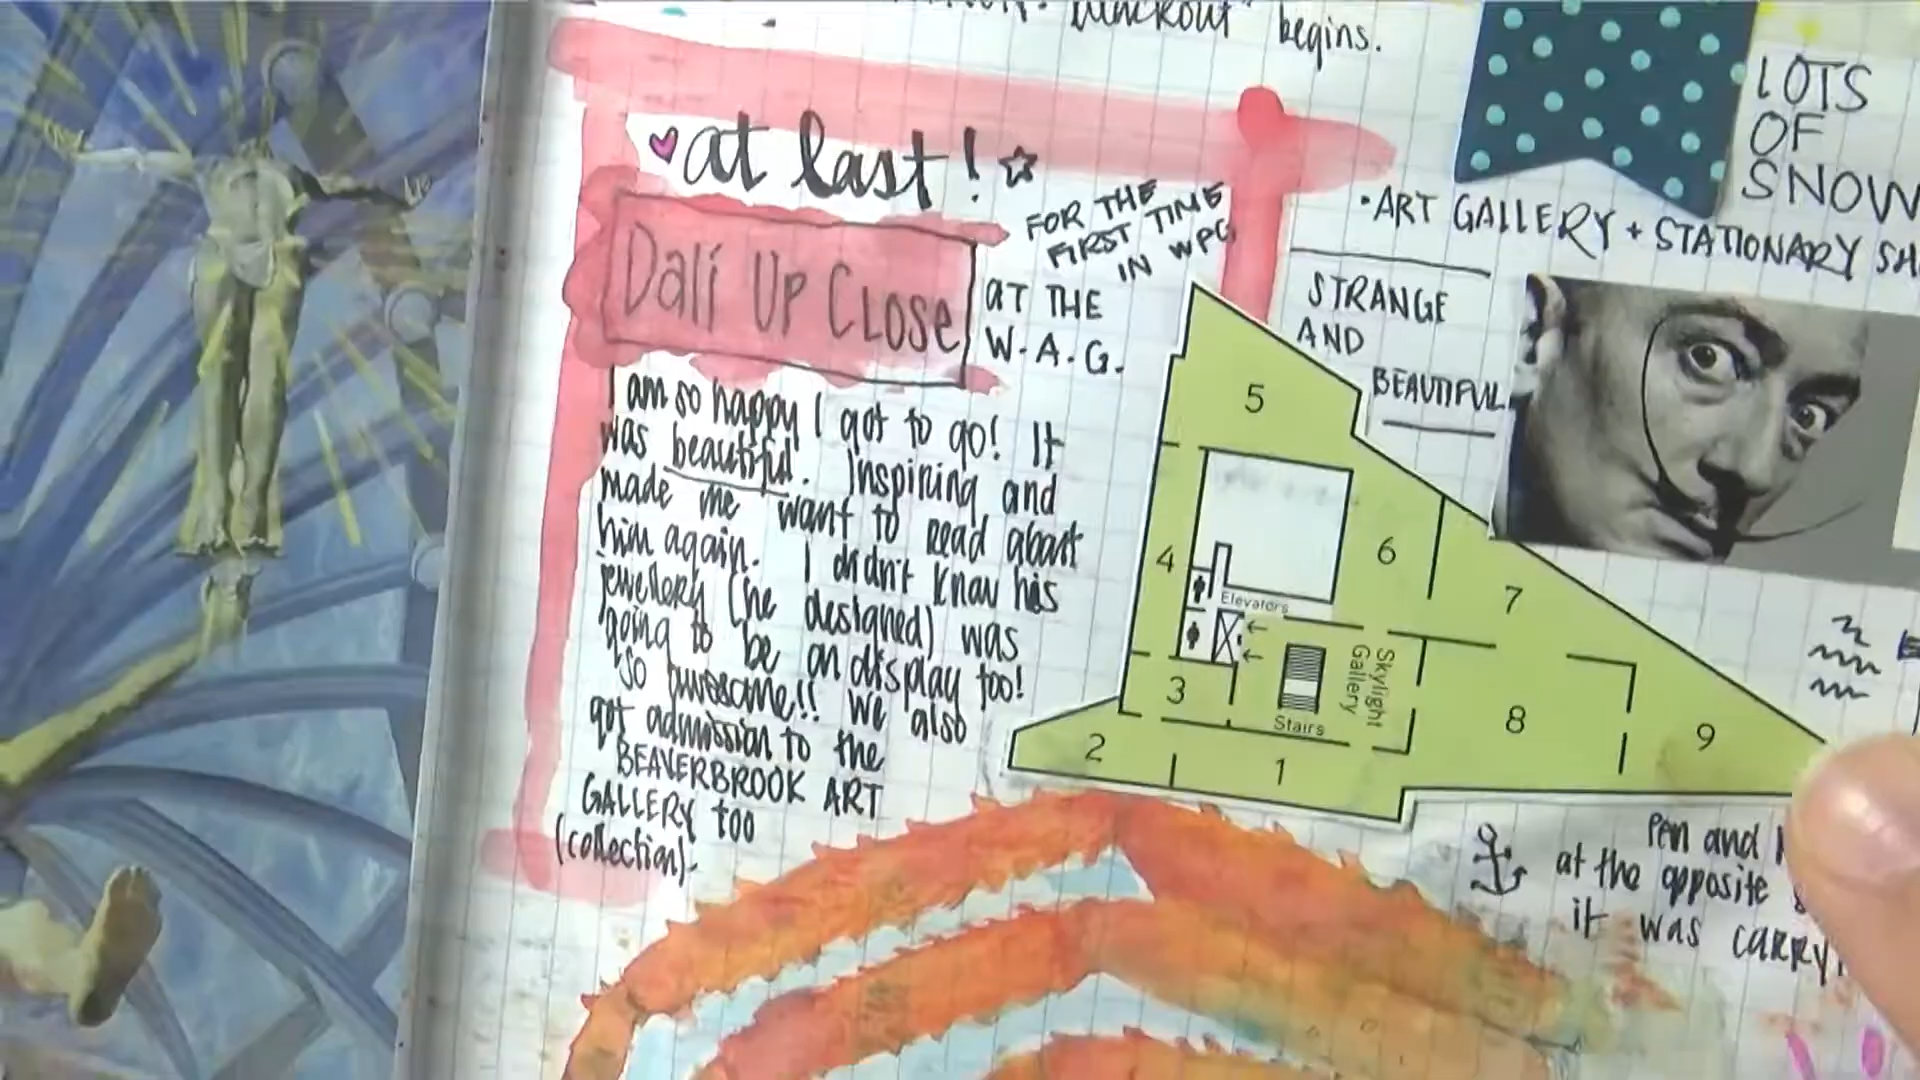 "blackout" begins.
at last!
FOR THE
FIRST TIME
IN WPG
Dalí Up Close
AT THE
W.A.G.
I am so happy I got to go! It
was beautiful. Inspiring and
made me want to read about
him again. I didn't know his
jewellery (he designed) was
going to be on display too!
So awesome!! We also
got admission to the
BEAVERBROOK ART
GALLERY too
(collection).
LOTS
OF
SNOW
•ART GALLERY + STATIONARY SH
STRANGE
AND
BEAUTIFUL
5
4
6
7
Elevators
Skylight
Gallery
3
Stairs
8
9
2
1
Pen and
at the opposite
it was carry